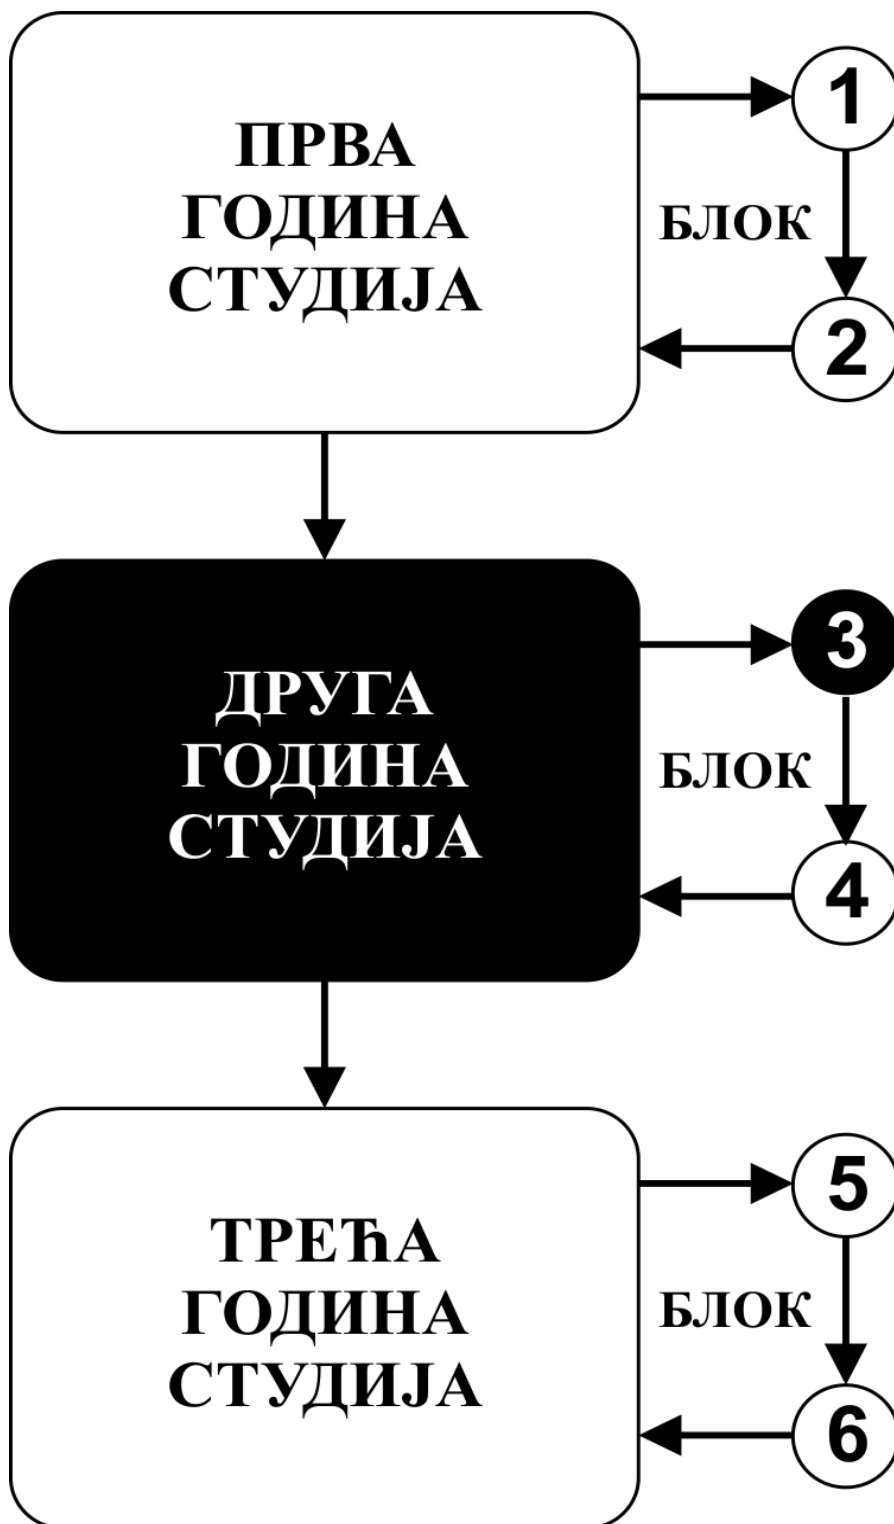 ПРВА
ГОДИНА
СТУДИЈА
1
БЛОК
2
ДРУГА
ГОДИНА
СТУДИЈА
3
БЛОК
4
ТРЕЋА
ГОДИНА
СТУДИЈА
5
БЛОК
6